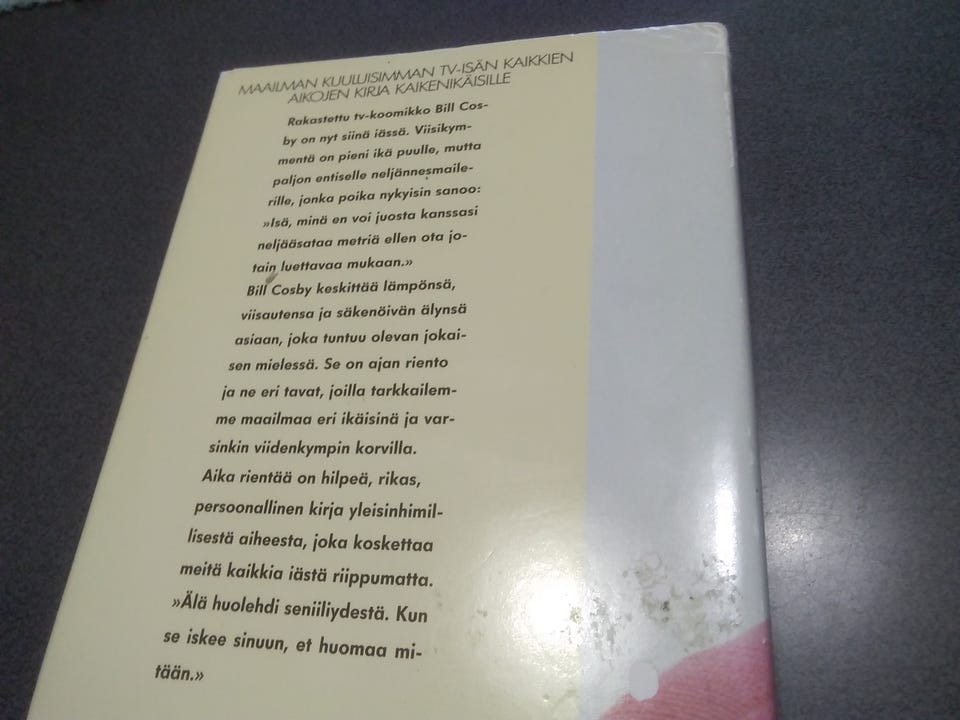 MAAILMAN KUULUISIMMAN TV-ISÄN KAIKKIEN
AIKOJEN KIRJA KAIKENIKÄISILLE
Rakastettu tv-koomikko Bill Cos-
by on nyt siinä iässä. Viisikym-
mentä on pieni ikä puulle, mutta
paljon entiselle neljännesmaile-
rille, jonka poika nykyisin sanoo:
»Isä, minä en voi juosta kanssasi
neljääsataa metriä ellen ota jo-
tain luettavaa mukaan.»
Bill Cosby keskittää lämpönsä,
viisautensa ja säkenöivän älynsä
asiaan, joka tuntuu olevan jokai-
sen mielessä. Se on ajan riento
ja ne eri tavat, joilla tarkkailem-
me maailmaa eri ikäisinä ja var-
sinkin viidenkympin korvilla.
Aika rientää on hilpeä, rikas,
persoonallinen kirja yleisinhimil-
lisestä aiheesta, joka koskettaa
meitä kaikkia iästä riippumatta.
»Älä huolehdi seniiliydestä. Kun
se iskee sinuun, et huomaa mi-
tään.»